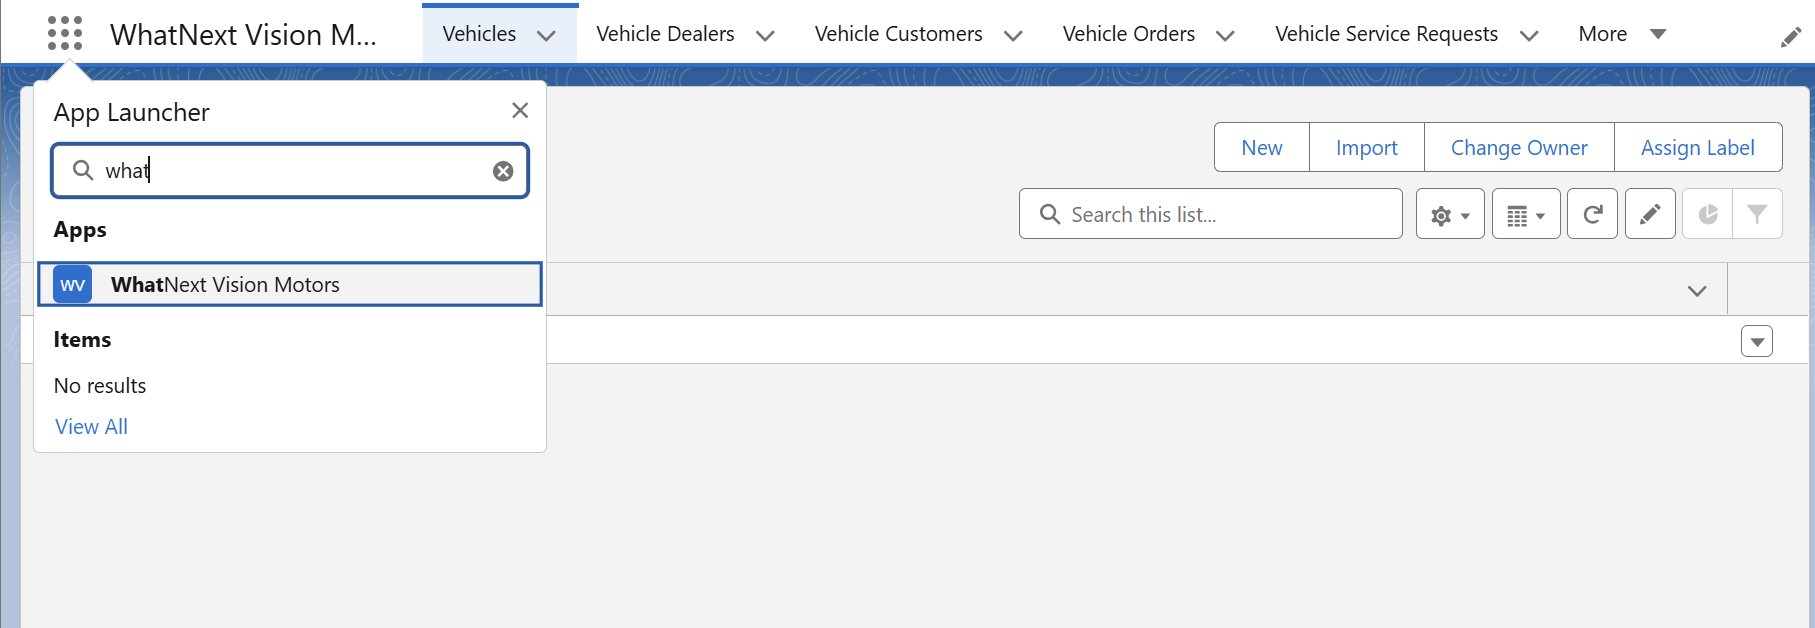 WhatNext Vision M...
Vehicles
Vehicle Dealers
Vehicle Customers
Vehicle Orders
Vehicle Service Requests
More
App Launcher
what
Apps
WV
WhatNext Vision Motors
Items
No results
View All
New
Import
Change Owner
Assign Label
Search this list...